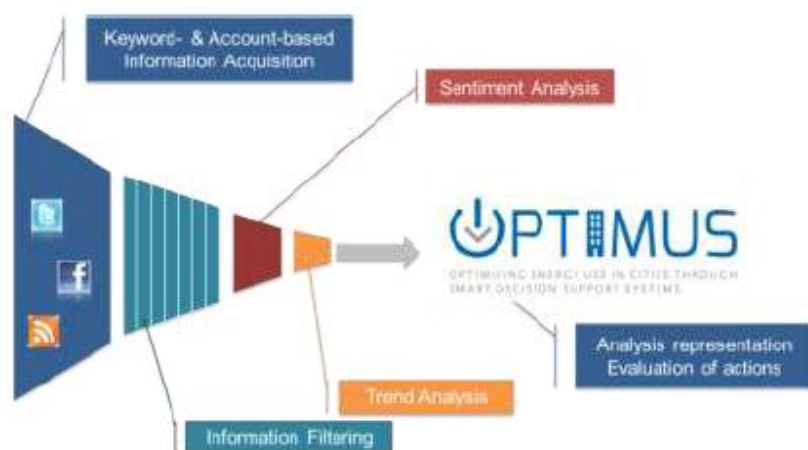 Keyword- & Account-based
Information Acquisition
Sentiment Analysis
OPTIMUS
OPTIMISING ENERGY USE IN CITIES THROUGH
SMART DECISION SUPPORT SYSTEMS
Analysis representation
Evaluation of actions
Trend Analysis
Information Filtering